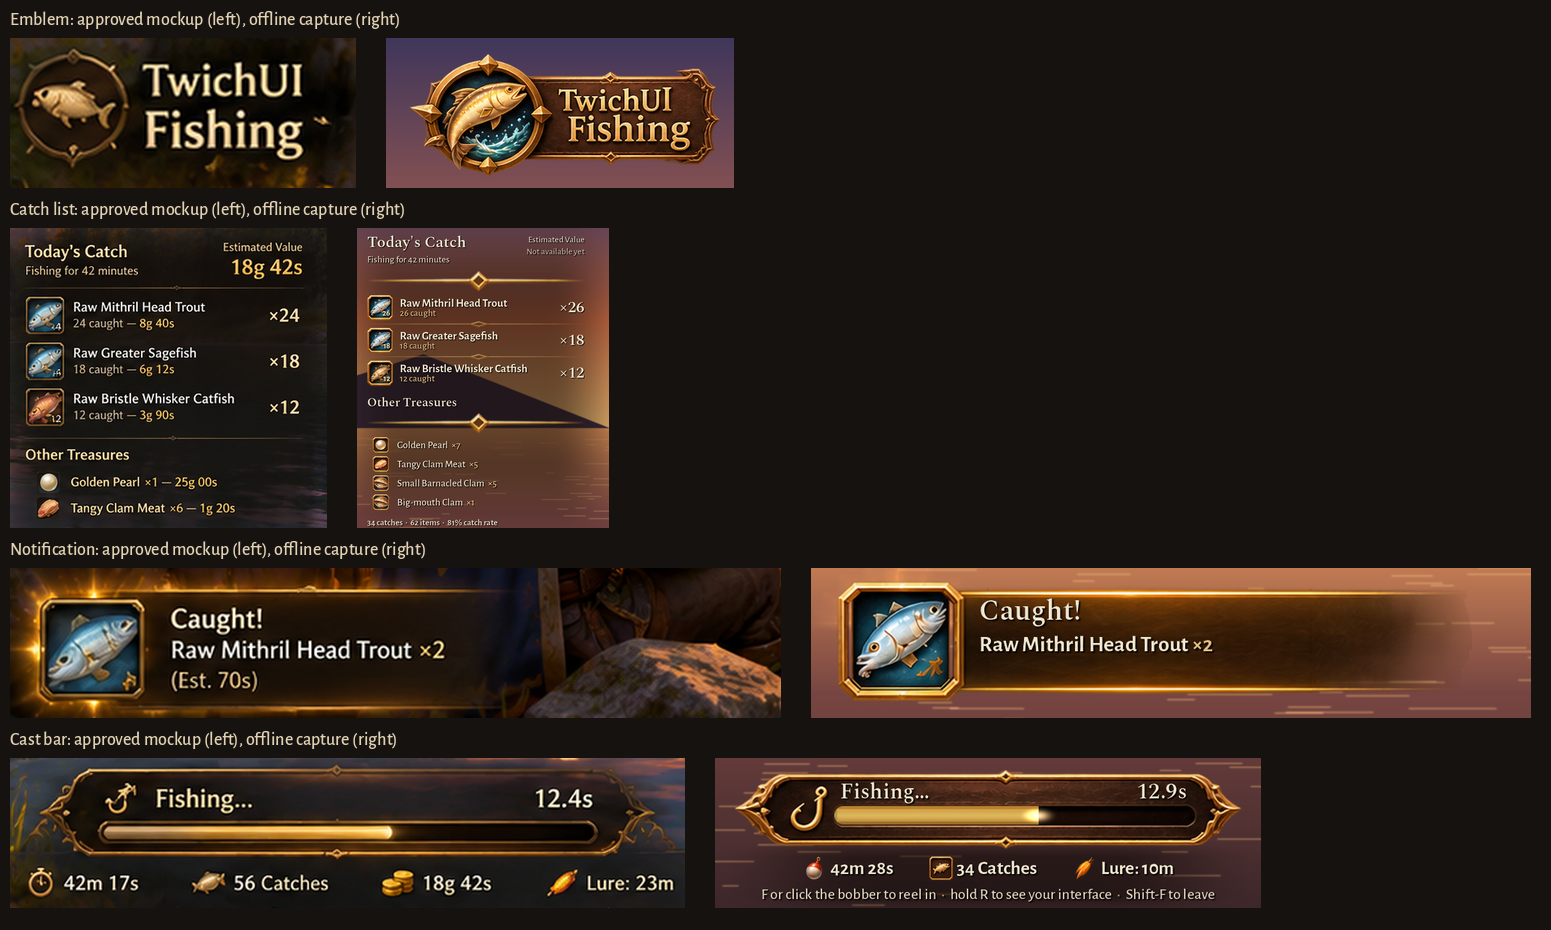 Emblem: approved mockup (left), offline capture (right)
TwichUI
Fishing
TwichUI
Fishing
Catch list: approved mockup (left), offline capture (right)
Today's Catch
Fishing for 42 minutes
Estimated Value
18g 42s
Raw Mithril Head Trout
24 caught — 8g 40s
×24
Raw Greater Sagefish
18 caught — 6g 12s
×18
Raw Bristle Whisker Catfish
12 caught — 3g 90s
12
×12
Other Treasures
Golden Pearl ×1 — 25g 00s
Tangy Clam Meat ×6 — 1g 20s
Today's Catch
Fishing for 42 minutes
Estimated Value
Not available yet
Raw Mithril Head Trout
26 caught
26
×26
Raw Greater Sagefish
18 caught
18
×18
Raw Bristle Whisker Catfish
12 caught
12
×12
Other Treasures
Golden Pearl ×7
Tangy Clam Meat ×5
Small Barnacled Clam ×5
Big-mouth Clam ×1
34 catches · 62 items · 81% catch rate
Notification: approved mockup (left), offline capture (right)
Caught!
Raw Mithril Head Trout ×2
(Est. 70s)
Caught!
Raw Mithril Head Trout ×2
Cast bar: approved mockup (left), offline capture (right)
Fishing... 12.4s
42m 17s 56 Catches 18g 42s Lure: 23m
Fishing... 12.9s
42m 28s 34 Catches Lure: 10m
F or click the bobber to reel in · hold R to see your interface · Shift-F to leave